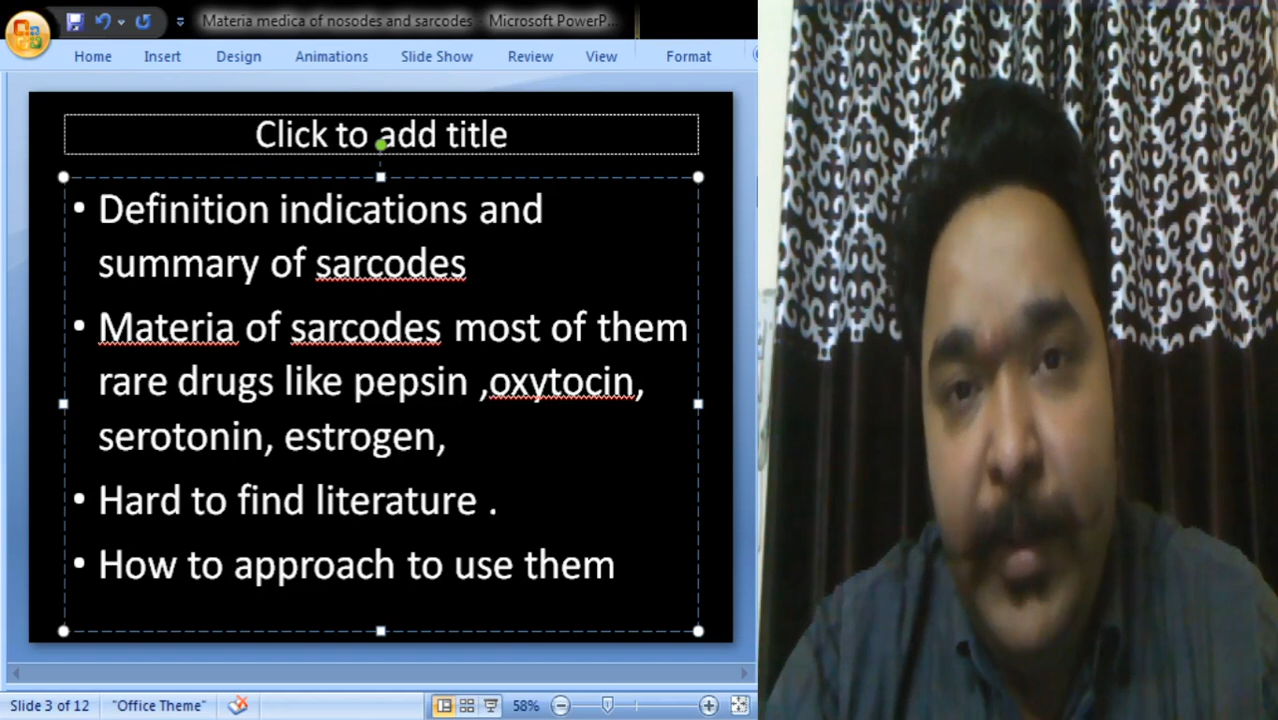 Materia medica of nosodes and sarcodes - Microsoft PowerP...
Home Insert Design Animations Slide Show Review View Format
Click to add title
• Definition indications and
summary of sarcodes
• Materia of sarcodes most of them
rare drugs like pepsin ,oxytocin,
serotonin, estrogen,
• Hard to find literature .
• How to approach to use them
Slide 3 of 12 "Office Theme" 58%